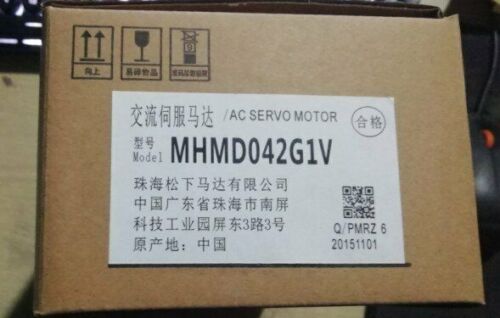 向上
易碎物品
交流伺服马达 /AC SERVO MOTOR
合格
型号
Model MHMD042G1V
珠海松下马达有限公司
中国广东省珠海市南屏
科技工业园屏东3路3号
原产地: 中国
Q/PMRZ 6
20151101